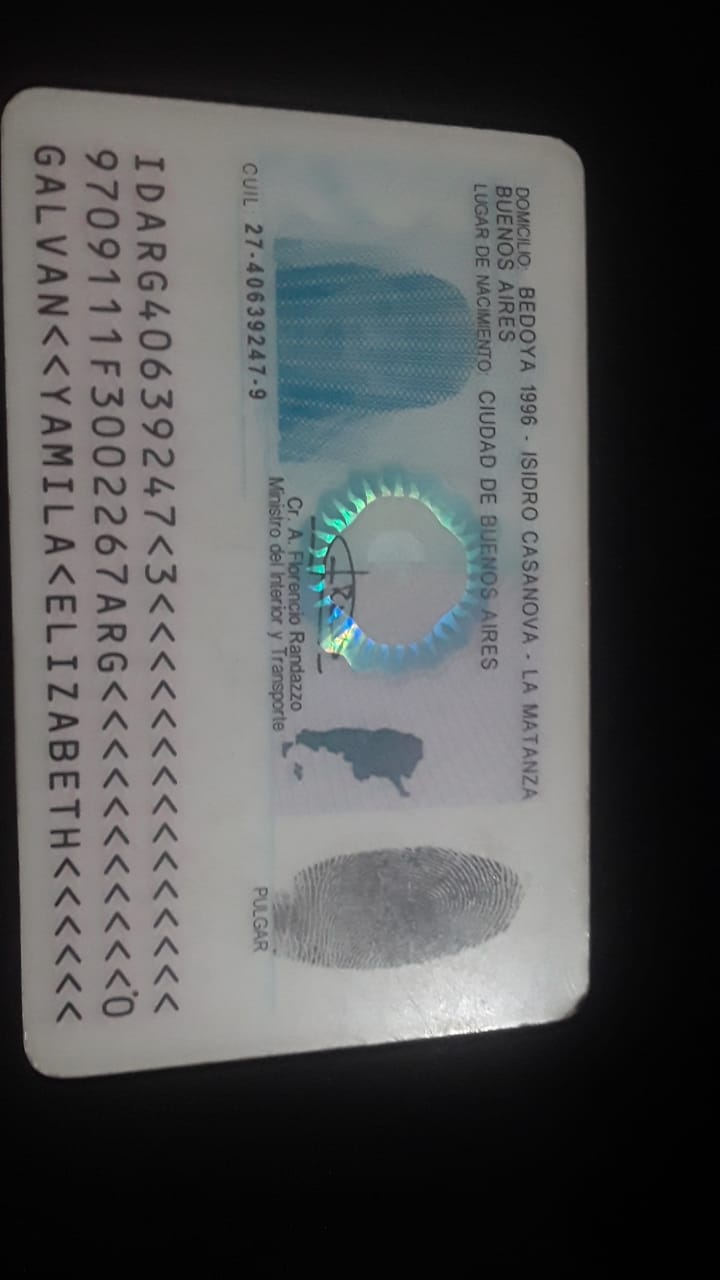 DOMICILIO: BEDOYA 1996 - ISIDRO CASANOVA - LA MATANZA
BUENOS AIRES
LUGAR DE NACIMIENTO: CIUDAD DE BUENOS AIRES
Cr. A. Florencio Randazzo
Ministro del Interior y Transporte
CUIL: 27-40639247-9
PULGAR
IDARG40639247<3<<<<<<<<<<<<<<<
9709111F3002267ARG<<<<<<<<<<<0
GALVAN<<YAMILA<ELIZABETH<<<<<<